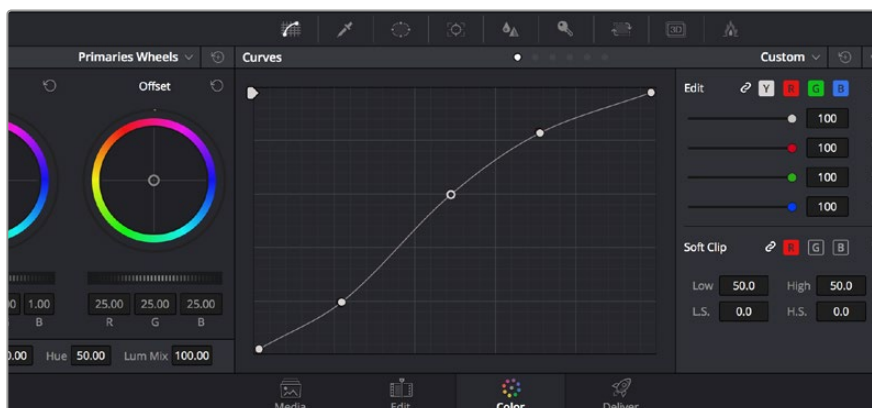 Primaries Wheels
Curves
Custom
Offset
Edit
Y R G B
100
100
100
100
Soft Clip
R G B
Low 50.0 High 50.0
L.S. 0.0 H.S. 0.0
1.00
25.00 25.00 25.00
B R G B
Hue 50.00 Lum Mix 100.00
3D
Media Edit Color Deliver